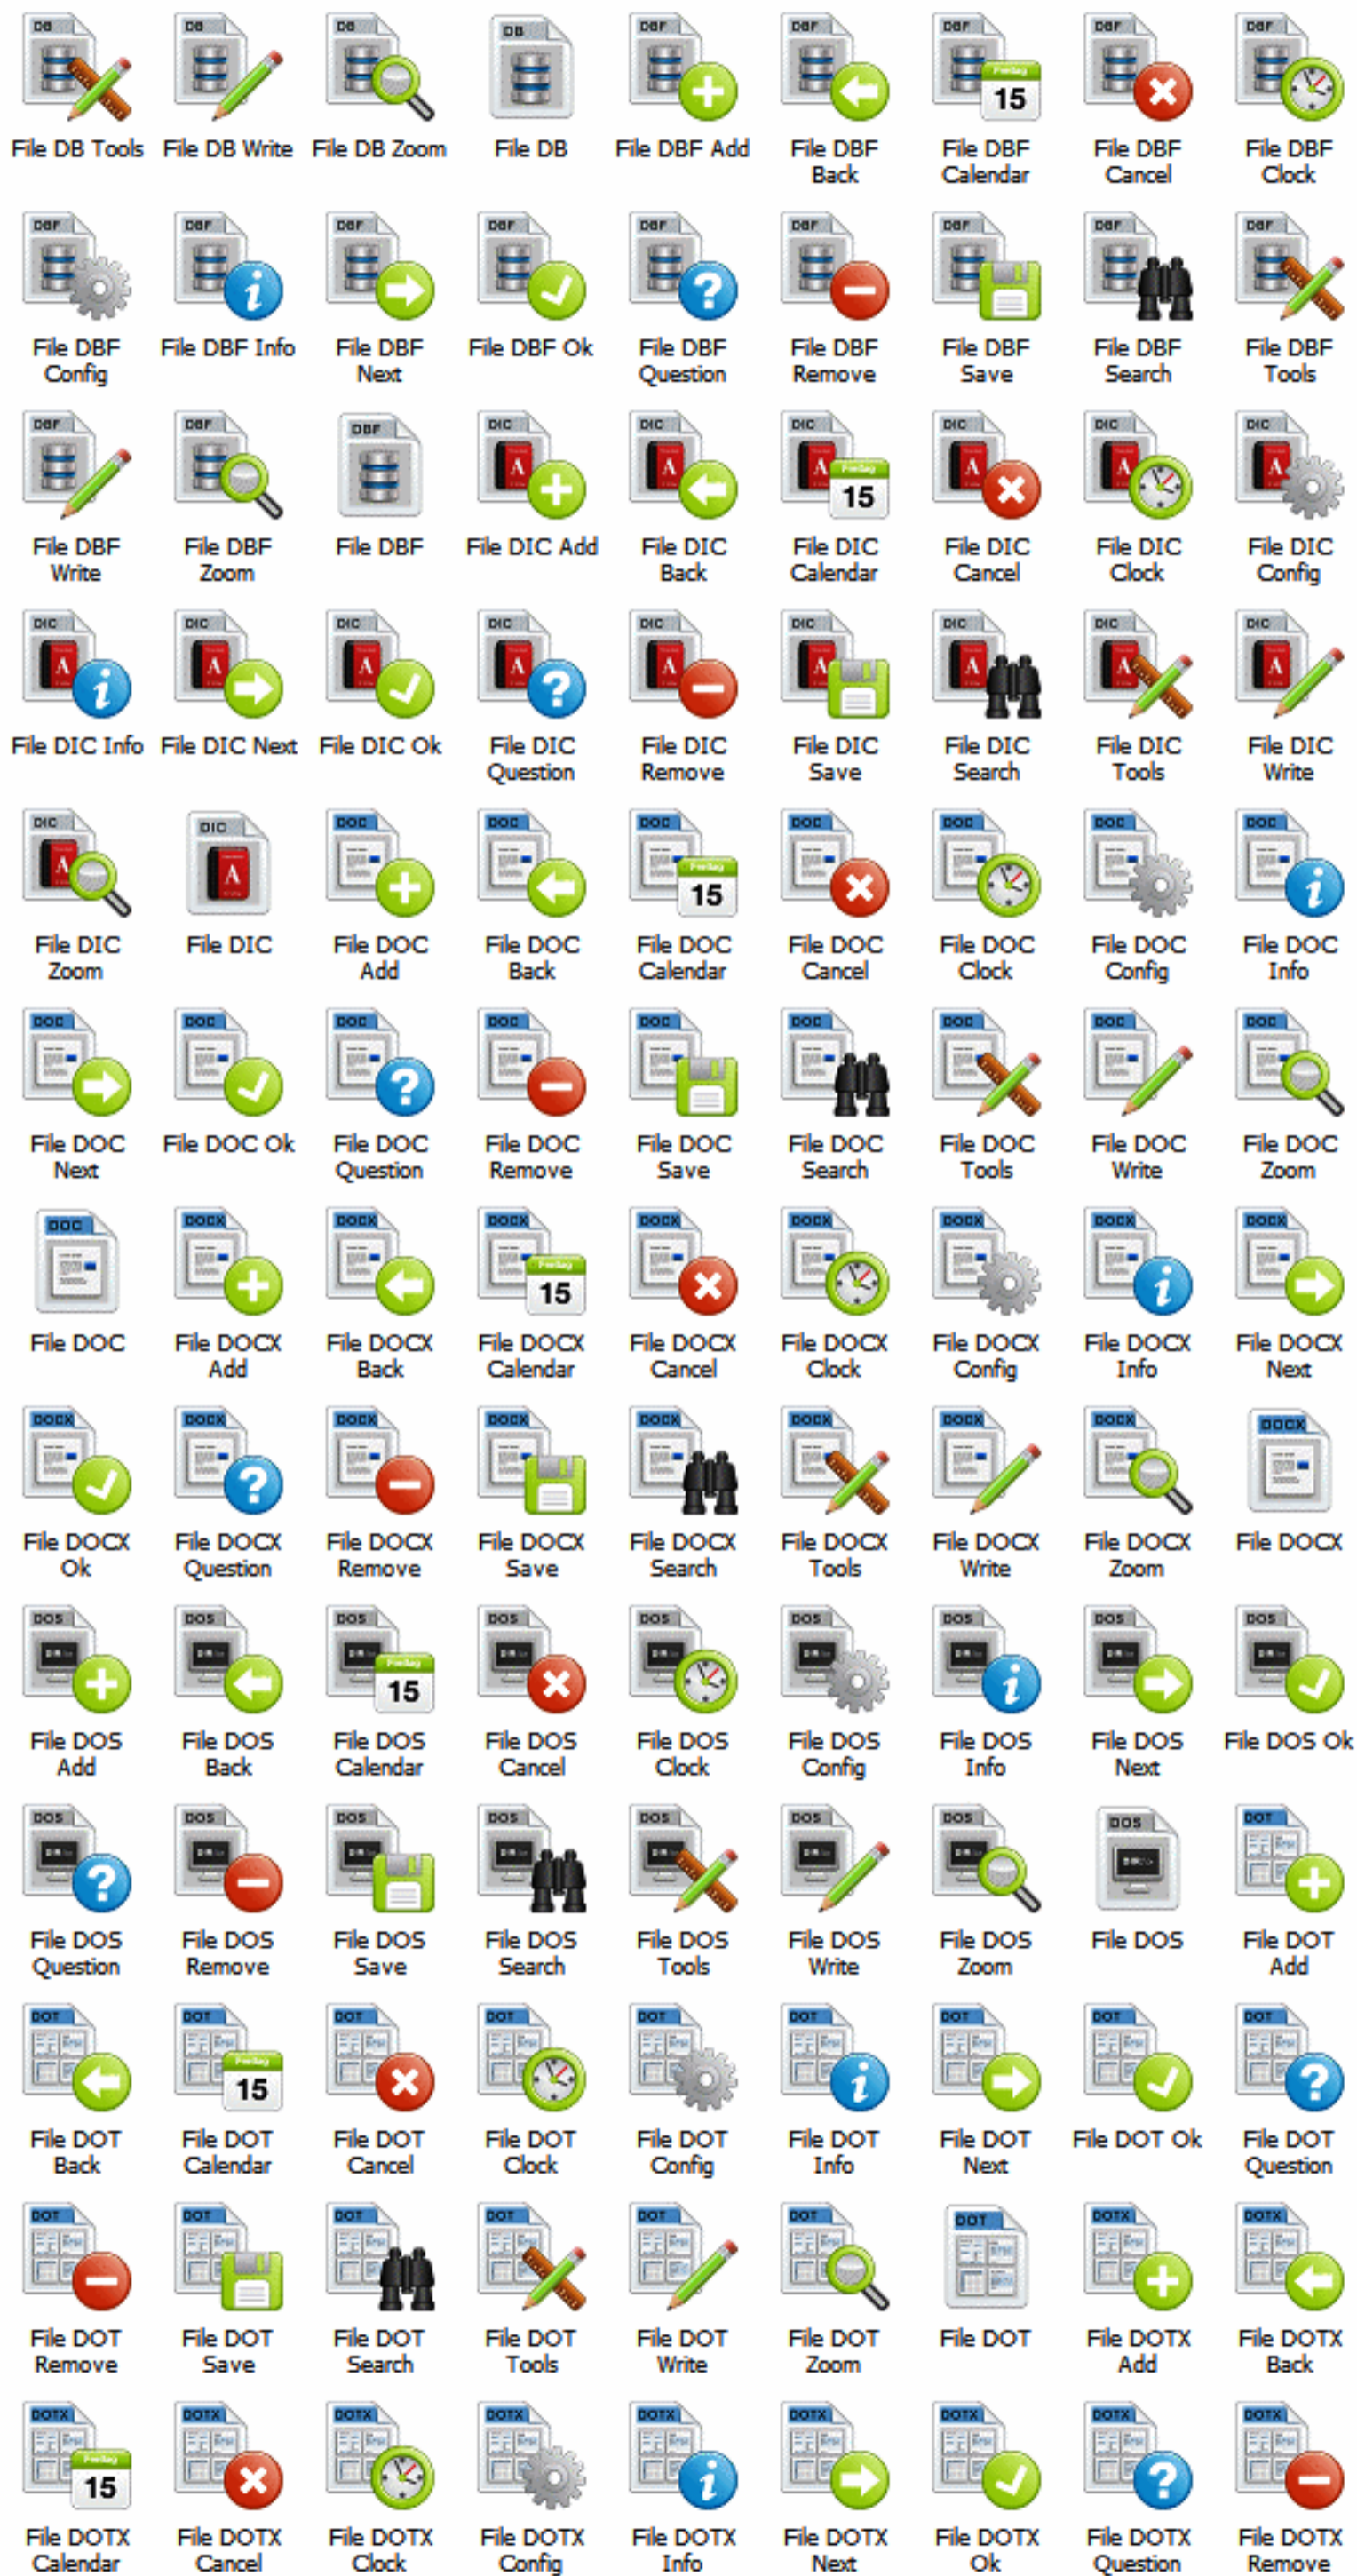 DB DB DB DB DBF DBF DBF DBF DBF
15
File DB Tools File DB Write File DB Zoom File DB File DBF Add File DBF File DBF File DBF File DBF
Back Calendar Cancel Clock
DBF DBF DBF DBF DBF DBF DBF DBF DBF
File DBF File DBF Info File DBF File DBF Ok File DBF File DBF File DBF File DBF File DBF
Config Next Question Remove Save Search Tools
DBF DBF DBF DIC DIC DIC DIC DIC DIC
A A A A A A
15
File DBF File DBF File DBF File DIC Add File DIC File DIC File DIC File DIC File DIC
Write Zoom Back Calendar Cancel Clock Config
DIC DIC DIC DIC DIC DIC DIC DIC DIC
A A A A A A A A A
File DIC Info File DIC Next File DIC Ok File DIC File DIC File DIC File DIC File DIC File DIC
Question Remove Save Search Tools Write
DIC DIC DOC DOC DOC DOC DOC DOC DOC
A A
15
File DIC File DIC File DOC File DOC File DOC File DOC File DOC File DOC File DOC
Zoom Add Back Calendar Cancel Clock Config Info
DOC DOC DOC DOC DOC DOC DOC DOC DOC
File DOC File DOC Ok File DOC File DOC File DOC File DOC File DOC File DOC File DOC
Next Question Remove Save Search Tools Write Zoom
DOC DOCX DOCX DOCX DOCX DOCX DOCX DOCX DOCX
15
File DOC File DOCX File DOCX File DOCX File DOCX File DOCX File DOCX File DOCX File DOCX
Add Back Calendar Cancel Clock Config Info Next
DOCX DOCX DOCX DOCX DOCX DOCX DOCX DOCX DOCX
File DOCX File DOCX File DOCX File DOCX File DOCX File DOCX File DOCX File DOCX File DOCX
Ok Question Remove Save Search Tools Write Zoom
DOS DOS DOS DOS DOS DOS DOS DOS DOS
15
File DOS File DOS File DOS File DOS File DOS File DOS File DOS File DOS File DOS Ok
Add Back Calendar Cancel Clock Config Info Next
DOS DOS DOS DOS DOS DOS DOS DOS DOT
File DOS File DOS File DOS File DOS File DOS File DOS File DOS File DOS File DOT
Question Remove Save Search Tools Write Zoom Add
DOT DOT DOT DOT DOT DOT DOT DOT DOT
15
File DOT File DOT File DOT File DOT File DOT File DOT File DOT File DOT Ok File DOT
Back Calendar Cancel Clock Config Info Next Question
DOT DOT DOT DOT DOT DOT DOT DOTX DOTX
File DOT File DOT File DOT File DOT File DOT File DOT File DOT File DOTX File DOTX
Remove Save Search Tools Write Zoom Add Back
DOTX DOTX DOTX DOTX DOTX DOTX DOTX DOTX DOTX
15
File DOTX File DOTX File DOTX File DOTX File DOTX File DOTX File DOTX File DOTX File DOTX
Calendar Cancel Clock Config Info Next Ok Question Remove